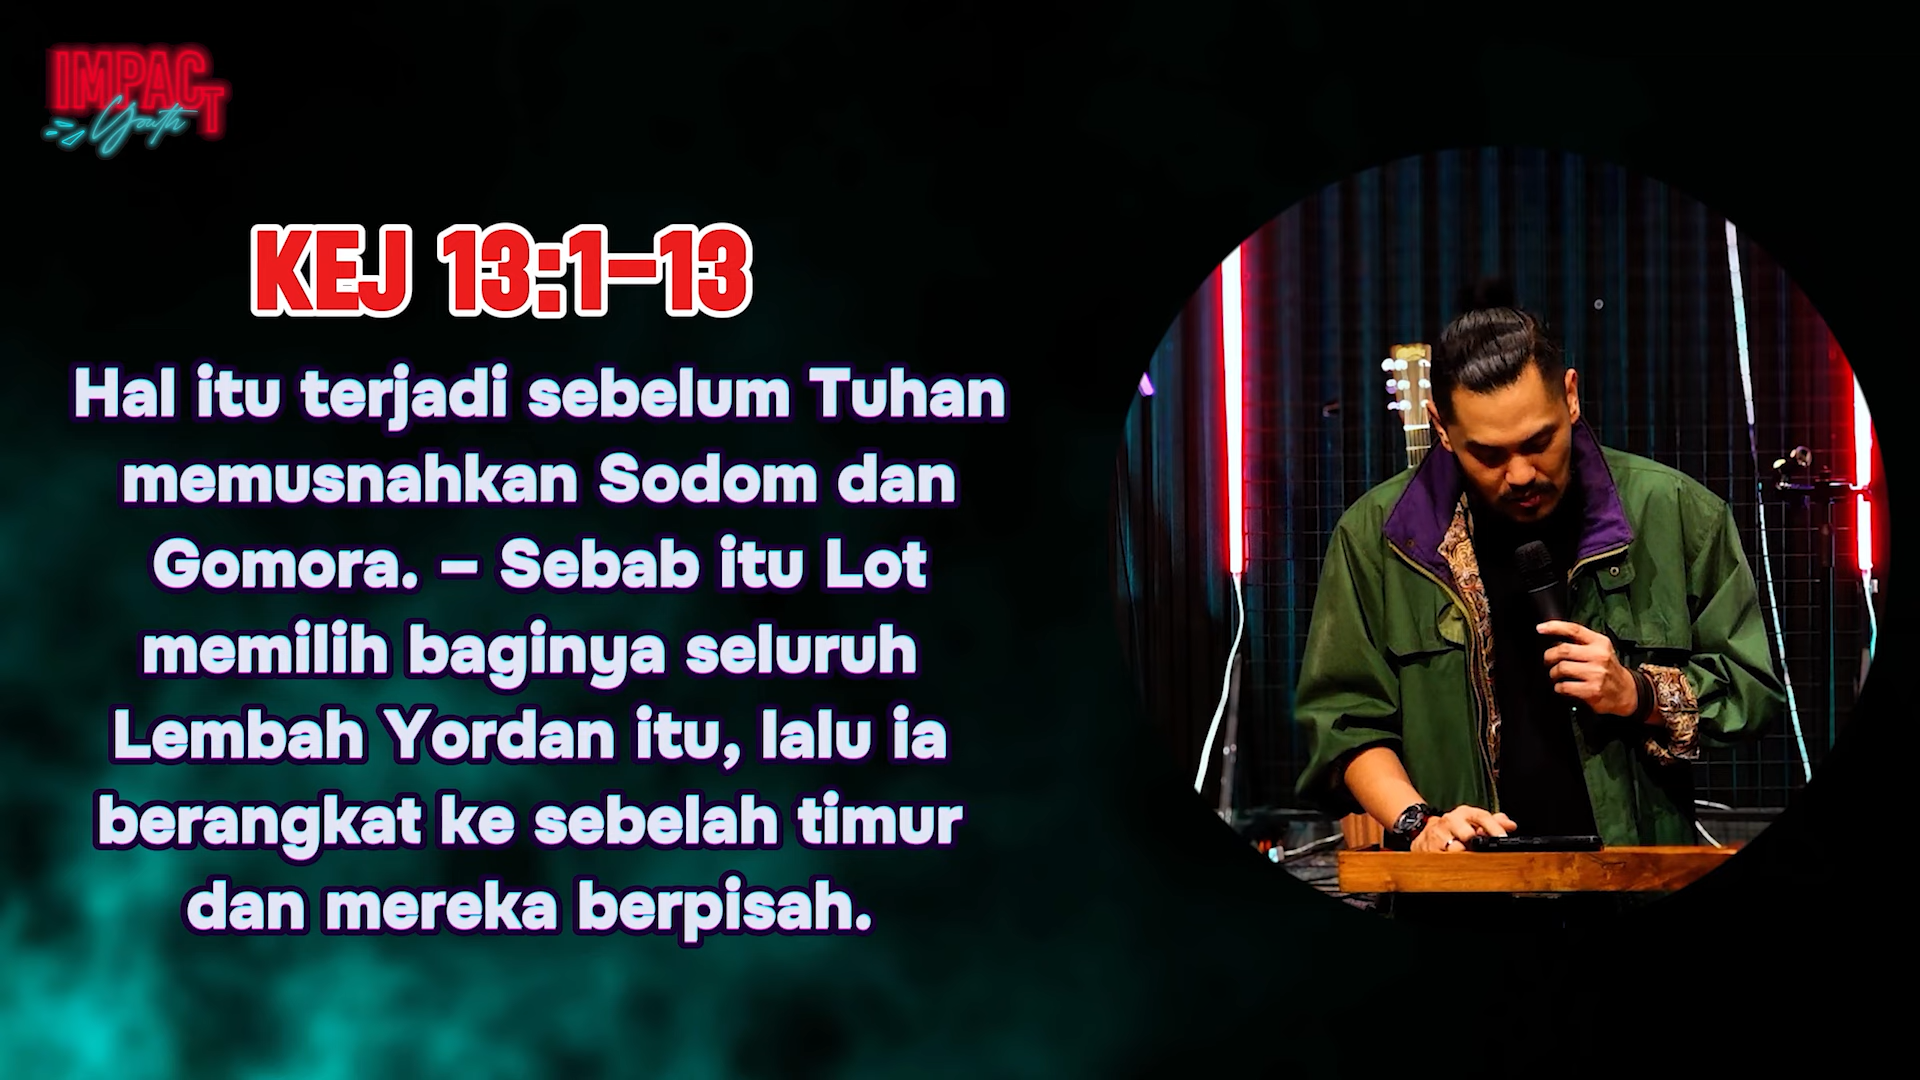 IMPACT
Youth
KEJ 13:1-13
Hal itu terjadi sebelum Tuhan
memusnahkan Sodom dan
Gomora. – Sebab itu Lot
memilih baginya seluruh
Lembah Yordan itu, lalu ia
berangkat ke sebelah timur
dan mereka berpisah.